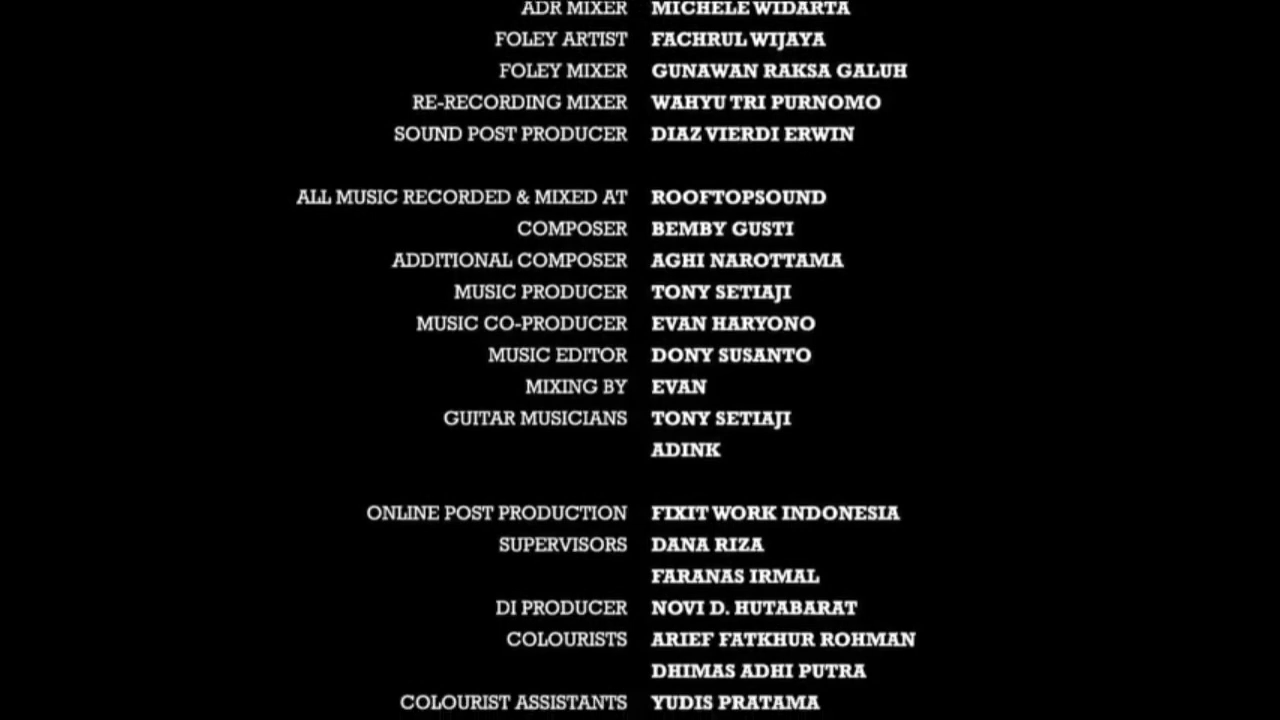 ADR MIXER MICHELE WIDARTA
FOLEY ARTIST FACHRUL WIJAYA
FOLEY MIXER GUNAWAN RAKSA GALUH
RE-RECORDING MIXER WAHYU TRI PURNOMO
SOUND POST PRODUCER DIAZ VIERDI ERWIN
ALL MUSIC RECORDED & MIXED AT ROOFTOPSOUND
COMPOSER BEMBY GUSTI
ADDITIONAL COMPOSER AGHI NAROTTAMA
MUSIC PRODUCER TONY SETIAJI
MUSIC CO-PRODUCER EVAN HARYONO
MUSIC EDITOR DONY SUSANTO
MIXING BY EVAN
GUITAR MUSICIANS TONY SETIAJI
ADINK
ONLINE POST PRODUCTION FIXIT WORK INDONESIA
SUPERVISORS DANA RIZA
FARANAS IRMAL
DI PRODUCER NOVI D. HUTABARAT
COLOURISTS ARIEF FATKHUR ROHMAN
DHIMAS ADHI PUTRA
COLOURIST ASSISTANTS YUDIS PRATAMA